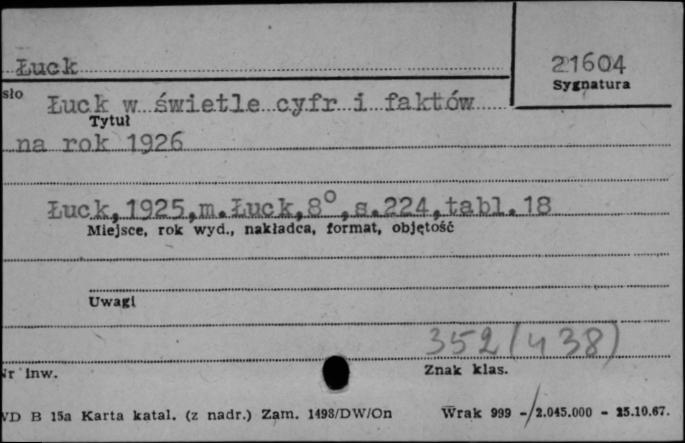 Łuck
21604
Sygnatura
sło
Łuck w świetle cyfr i faktów
Tytuł
na rok 1926
Łuck,1925,m.Łuck,8°,s.224,tabl.18
Miejsce, rok wyd., nakładca, format, objętość
Uwagi
352(438)
Nr inw.
Znak klas.
WD B 15a Karta katal. (z nadr.) Zam. 1498/DW/On Wrak 999 - 2.045.000 - 25.10.67.